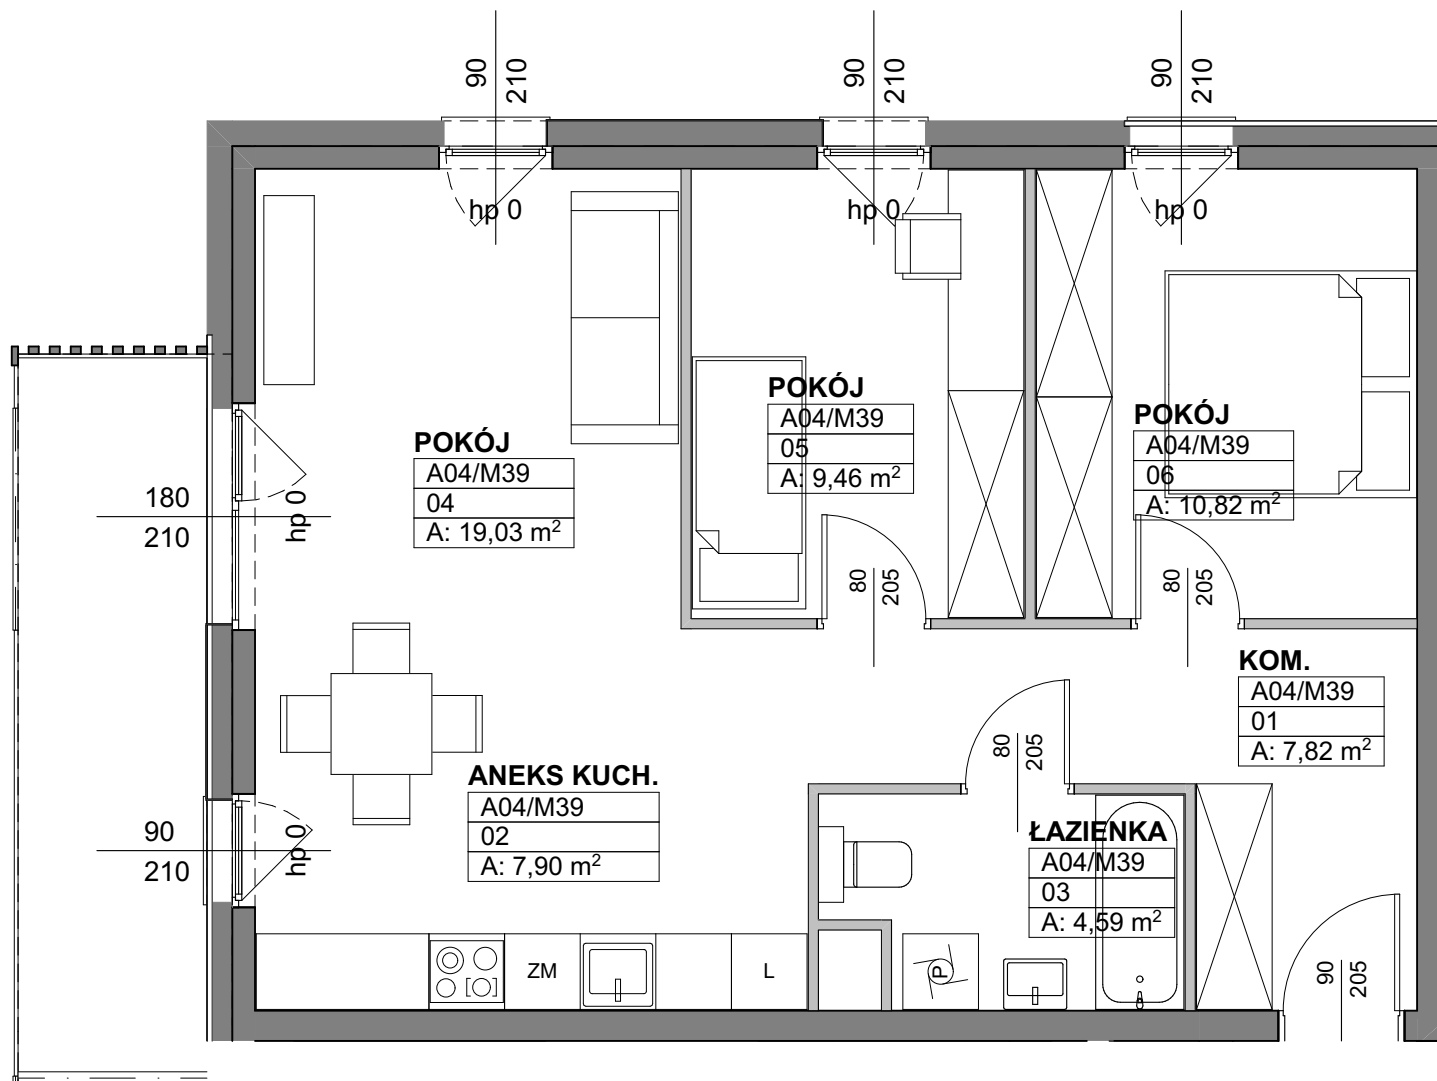 90
210
90
210
90
210
hp 0
hp 0
hp 0
POKÓJ
A04/M39
04
A: 19,03 m²
POKÓJ
A04/M39
05
A: 9,46 m²
POKÓJ
A04/M39
06
A: 10,82 m²
180
210
hp 0
80
205
80
205
KOM.
A04/M39
01
A: 7,82 m²
80
205
ANEKS KUCH.
A04/M39
02
A: 7,90 m²
90
210
hp 0
ŁAZIENKA
A04/M39
03
A: 4,59 m²
ZM
L
P
90
205